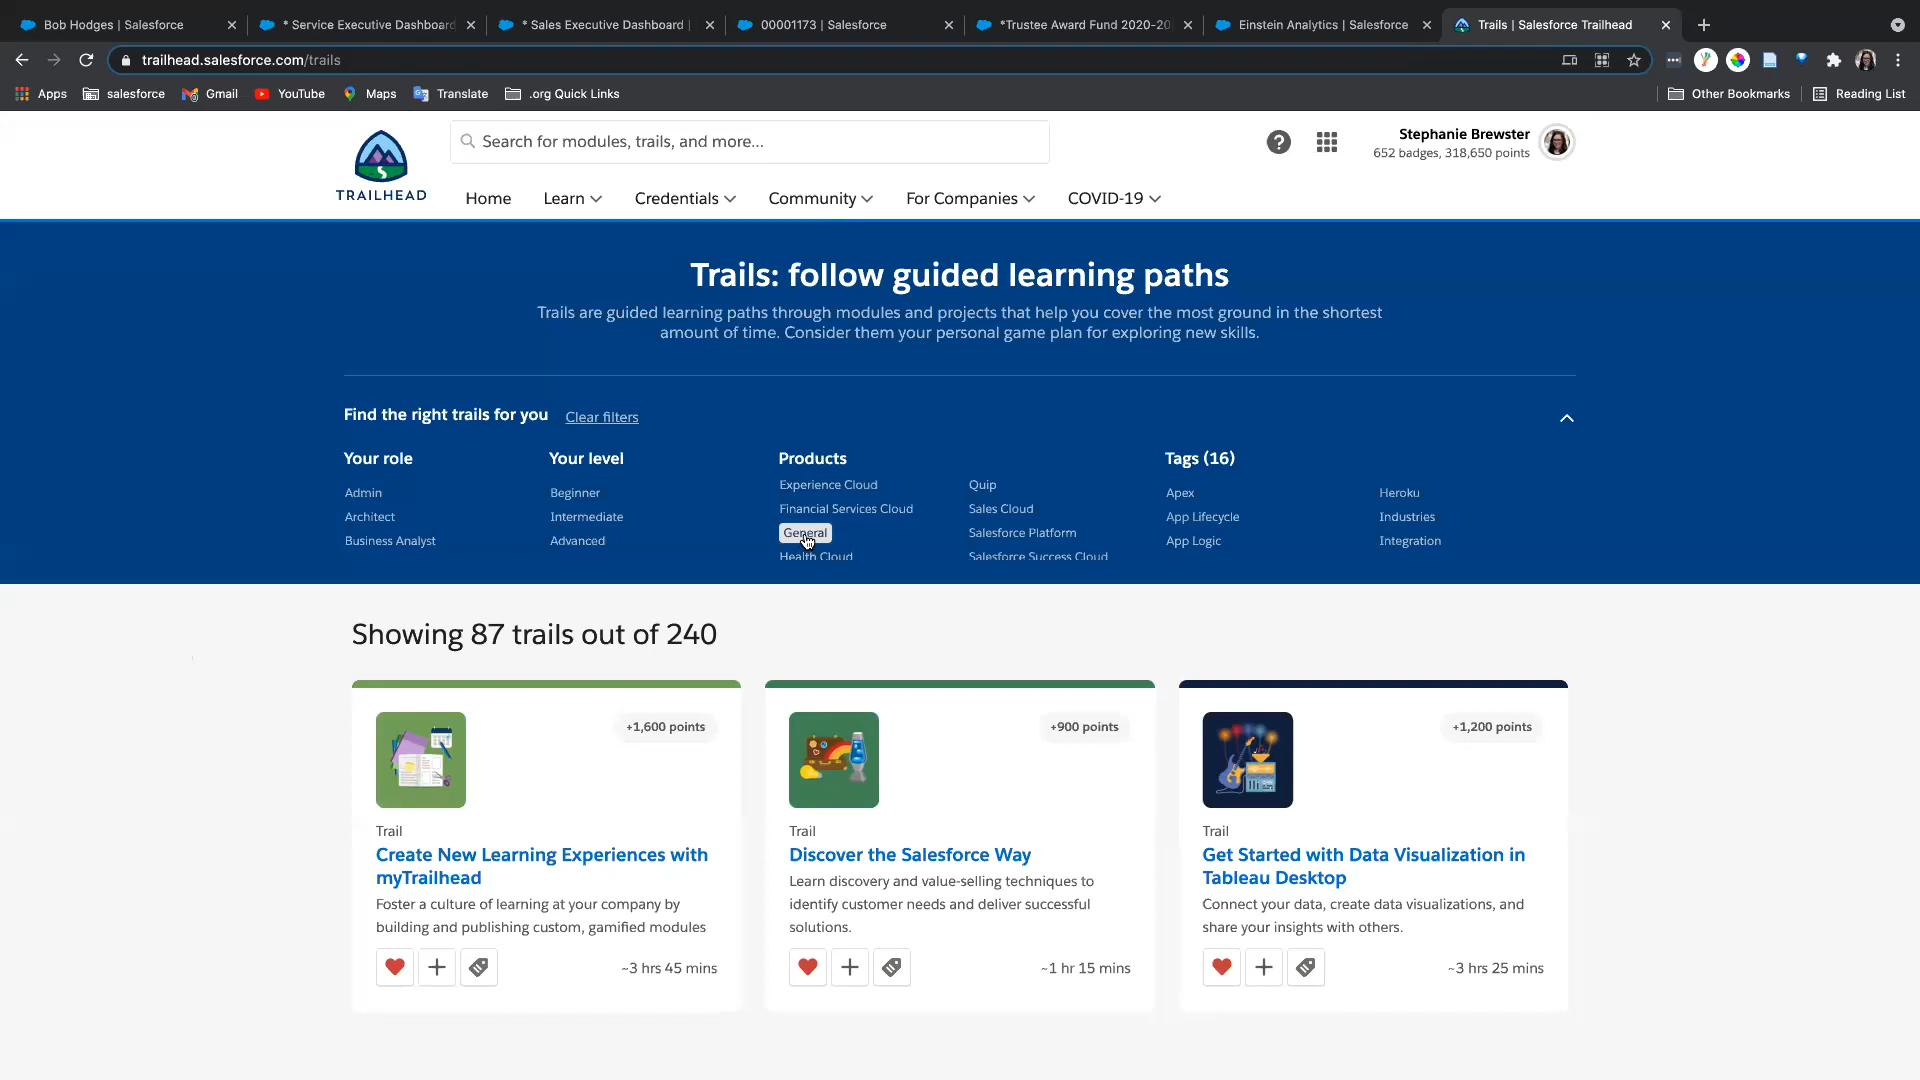 Bob Hodges | Salesforce
* Service Executive Dashboard
* Sales Executive Dashboard |
00001173 | Salesforce
*Trustee Award Fund 2020-20
Einstein Analytics | Salesforce
Trails | Salesforce Trailhead
trailhead.salesforce.com/trails
Apps
salesforce
Gmail
YouTube
Maps
Translate
.org Quick Links
Other Bookmarks
Reading List
TRAILHEAD
Search for modules, trails, and more...
Stephanie Brewster
652 badges, 318,650 points
Home
Learn
Credentials
Community
For Companies
COVID-19
Trails: follow guided learning paths
Trails are guided learning paths through modules and projects that help you cover the most ground in the shortest
amount of time. Consider them your personal game plan for exploring new skills.
Find the right trails for you
Clear filters
Your role
Admin
Architect
Business Analyst
Your level
Beginner
Intermediate
Advanced
Products
Experience Cloud
Financial Services Cloud
General
Health Cloud
Quip
Sales Cloud
Salesforce Platform
Salesforce Success Cloud
Tags (16)
Apex
App Lifecycle
App Logic
Heroku
Industries
Integration
Showing 87 trails out of 240
+1,600 points
Trail
Create New Learning Experiences with
myTrailhead
Foster a culture of learning at your company by
building and publishing custom, gamified modules
~3 hrs 45 mins
+900 points
Trail
Discover the Salesforce Way
Learn discovery and value-selling techniques to
identify customer needs and deliver successful
solutions.
~1 hr 15 mins
+1,200 points
Trail
Get Started with Data Visualization in
Tableau Desktop
Connect your data, create data visualizations, and
share your insights with others.
~3 hrs 25 mins